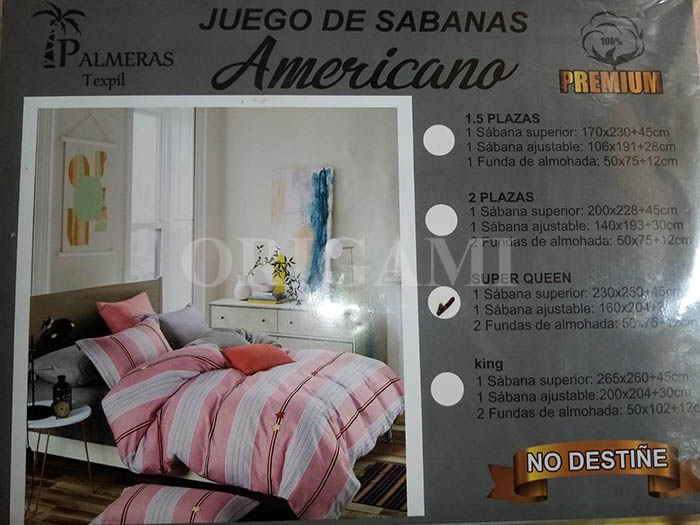 JUEGO DE SABANAS
Americano
PALMERAS
Texpil
100%
PREMIUM
1.5 PLAZAS
1 Sábana superior: 170x230+45cm
1 Sábana ajustable: 106x191+28cm
1 Funda de almohada: 50x75+12cm
2 PLAZAS
1 Sábana superior: 200x228+45cm
1 Sábana ajustable: 140x193+30cm
2 Fundas de almohada: 50x75+12cm
ORIGAMI
SUPER QUEEN
1 Sábana superior: 230x250+45cm
1 Sábana ajustable: 160x204+
2 Fundas de almohada: 50x75+
king
1 Sábana superior: 265x260+45cm
1 Sábana ajustable:200x204+30cm
2 Fundas de almohada: 50x102+12
NO DESTIÑE